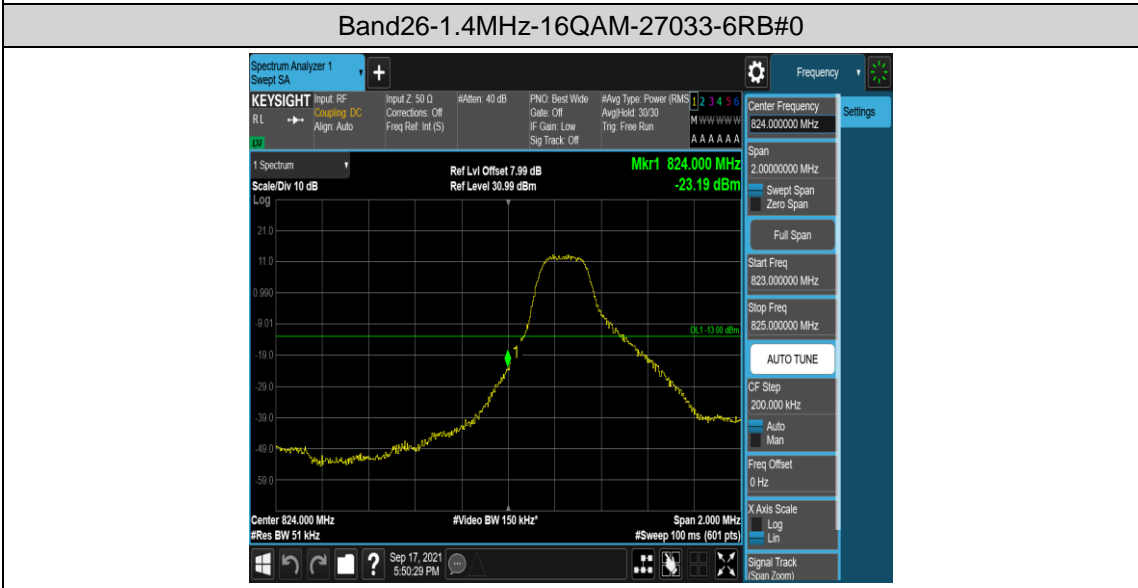 Band26-1.4MHz-16QAM-27033-6RB#0
Spectrum Analyzer 1
Swept SA
Frequency
KEYSIGHT
RL
LXI
Input: RF
Coupling: DC
Align: Auto
Input Z: 50 Ω
Corrections: Off
Freq Ref: Int (S)
#Atten: 40 dB
PNO: Best Wide
Gate: Off
IF Gain: Low
Sig Track: Off
#Avg Type: Power (RMS
Avg|Hold: 30/30
Trig: Free Run
1 2 3 4 5 6
M W W W W W
A A A A A A
1 Spectrum
Scale/Div 10 dB
Log
Ref Lvl Offset 7.99 dB
Ref Level 30.99 dBm
Mkr1 824.000 MHz
-23.19 dBm
21.0
11.0
0.990
-9.01
-19.0
-29.0
-39.0
-49.0
-59.0
DL1 -13.00 dBm
1
Center 824.000 MHz
#Res BW 51 kHz
#Video BW 150 kHz*
Span 2.000 MHz
#Sweep 100 ms (601 pts)
Sep 17, 2021
5:50:29 PM
Center Frequency
824.000000 MHz
Settings
Span
2.00000000 MHz
Swept Span
Zero Span
Full Span
Start Freq
823.000000 MHz
Stop Freq
825.000000 MHz
AUTO TUNE
CF Step
200.000 kHz
Auto
Man
Freq Offset
0 Hz
X Axis Scale
Log
Lin
Signal Track
(Span Zoom)